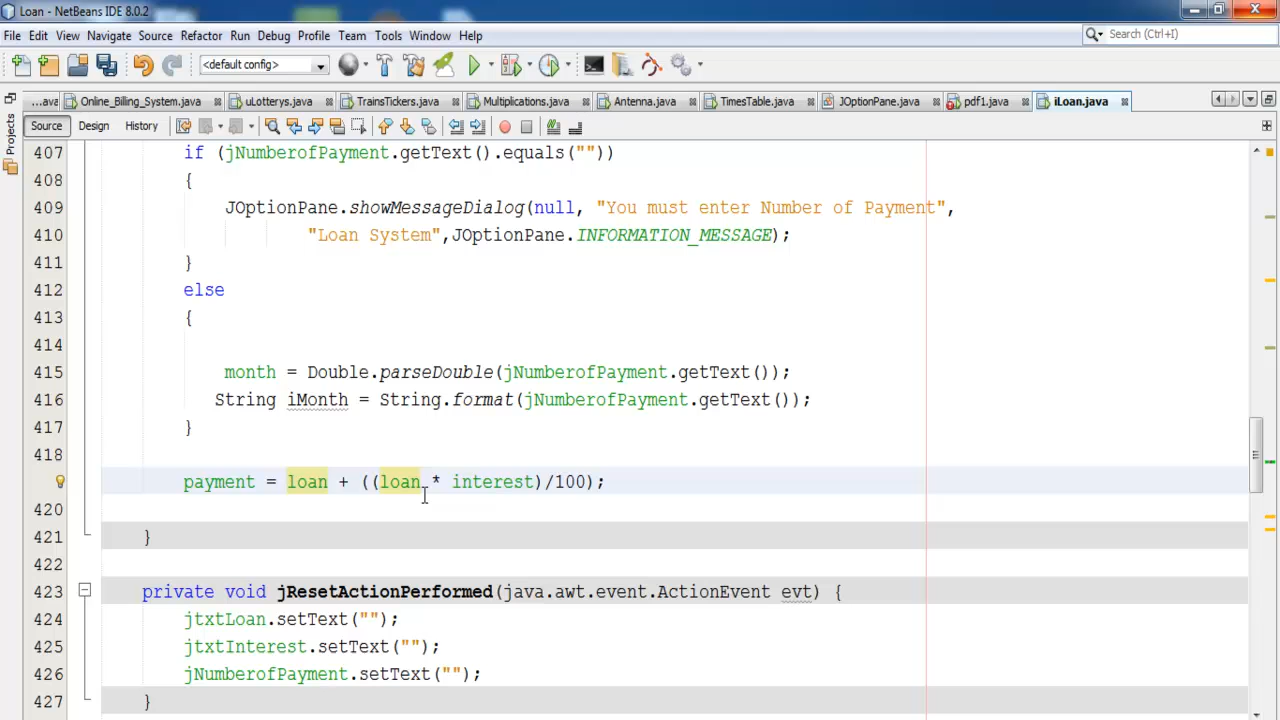 Loan - NetBeans IDE 8.0.2
File Edit View Navigate Source Refactor Run Debug Profile Team Tools Window Help
Search (Ctrl+I)
<default config>
...ava Online_Billing_System.java uLotterys.java TrainsTickers.java Multiplications.java Antenna.java TimesTable.java JOptionPane.java pdf1.java iLoan.java
Projects
Source Design History
407 if (jNumberofPayment.getText().equals(""))
408 {
409 JOptionPane.showMessageDialog(null, "You must enter Number of Payment",
410 "Loan System",JOptionPane.INFORMATION_MESSAGE);
411 }
412 else
413 {
414
415 month = Double.parseDouble(jNumberofPayment.getText());
416 String iMonth = String.format(jNumberofPayment.getText());
417 }
418
payment = loan + ((loan * interest)/100);
420
421 }
422
423 private void jResetActionPerformed(java.awt.event.ActionEvent evt) {
424 jtxtLoan.setText("");
425 jtxtInterest.setText("");
426 jNumberofPayment.setText("");
427 }